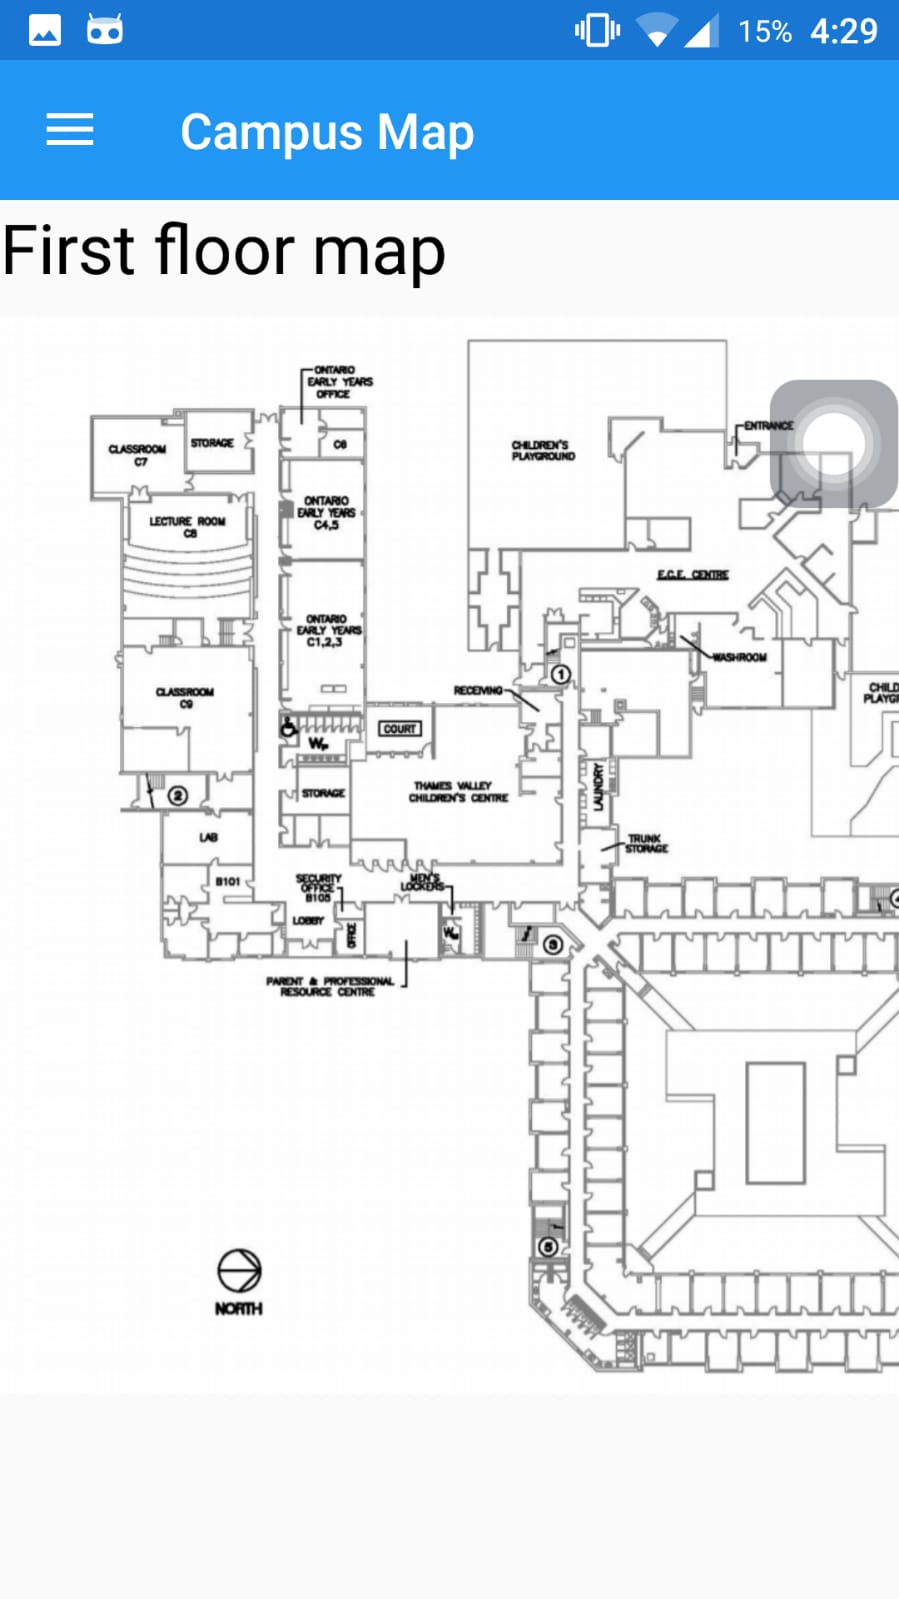 15% 4:29
Campus Map
First floor map
ONTARIO
EARLY YEARS
OFFICE
CLASSROOM
C7
STORAGE
C6
CHILDREN'S
PLAYGROUND
ENTRANCE
LECTURE ROOM
C8
ONTARIO
EARLY YEARS
C4,5
E.C.E. CENTRE
ONTARIO
EARLY YEARS
C1,2,3
WASHROOM
1
CLASSROOM
C9
RECEIVING
CHILD
PLAYG
COURT
THAMES VALLEY
CHILDREN'S CENTRE
LAUNDRY
STORAGE
2
LAB
TRUNK
STORAGE
B101
SECURITY
OFFICE
B105
MEN'S
LOCKERS
LOBBY
OFFICE
3
PARENT & PROFESSIONAL
RESOURCE CENTRE
5
NORTH